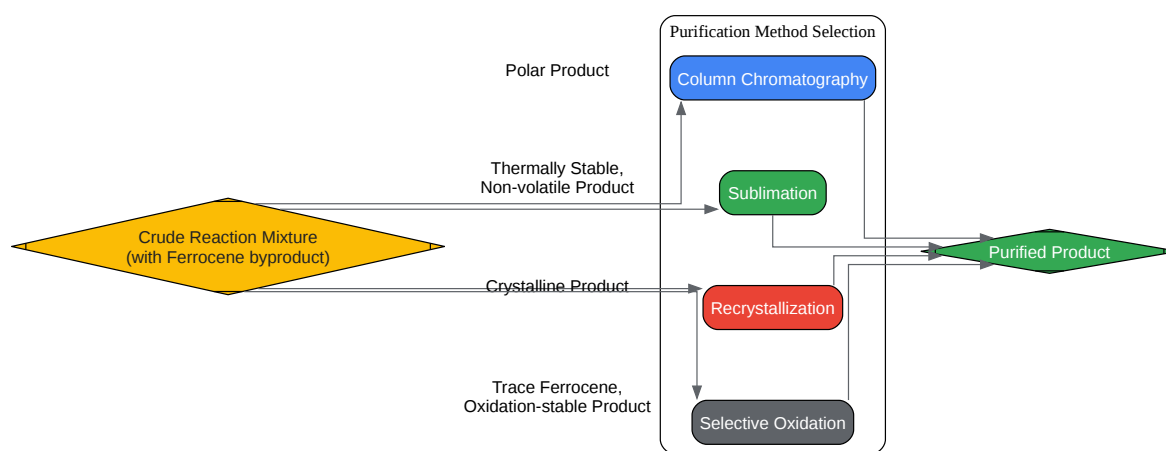 Purification Method Selection
Polar Product
Column Chromatography
Thermally Stable,
Non-volatile Product
Sublimation
Crude Reaction Mixture
(with Ferrocene byproduct)
Purified Product
Crystalline Product
Recrystallization
Trace Ferrocene,
Oxidation-stable Product
Selective Oxidation